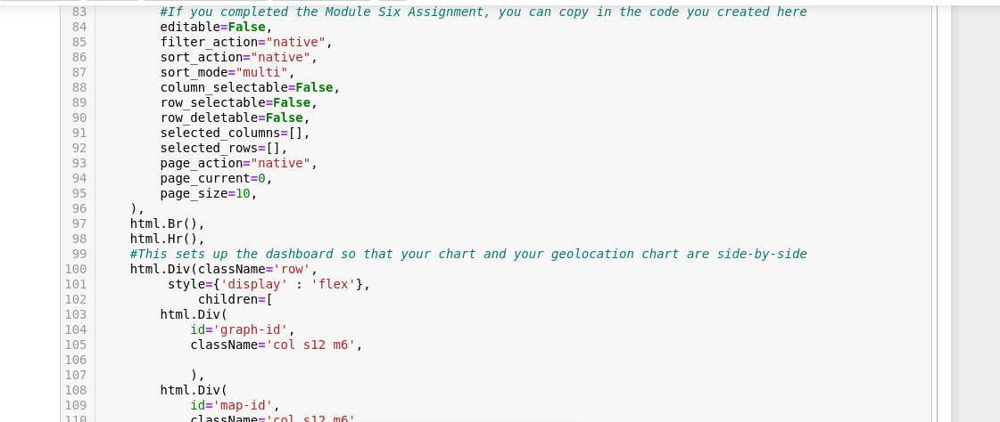 83 #If you completed the Module Six Assignment, you can copy in the code you created here
84 editable=False,
85 filter_action="native",
86 sort_action="native",
87 sort_mode="multi",
88 column_selectable=False,
89 row_selectable=False,
90 row_deletable=False,
91 selected_columns=[],
92 selected_rows=[],
93 page_action="native",
94 page_current=0,
95 page_size=10,
96 ),
97 html.Br(),
98 html.Hr(),
99 #This sets up the dashboard so that your chart and your geolocation chart are side-by-side
100 html.Div(className='row',
101 style={'display' : 'flex'},
102 children=[
103 html.Div(
104 id='graph-id',
105 className='col s12 m6',
106
107 ),
108 html.Div(
109 id='map-id',
110 className='col s12 m6',